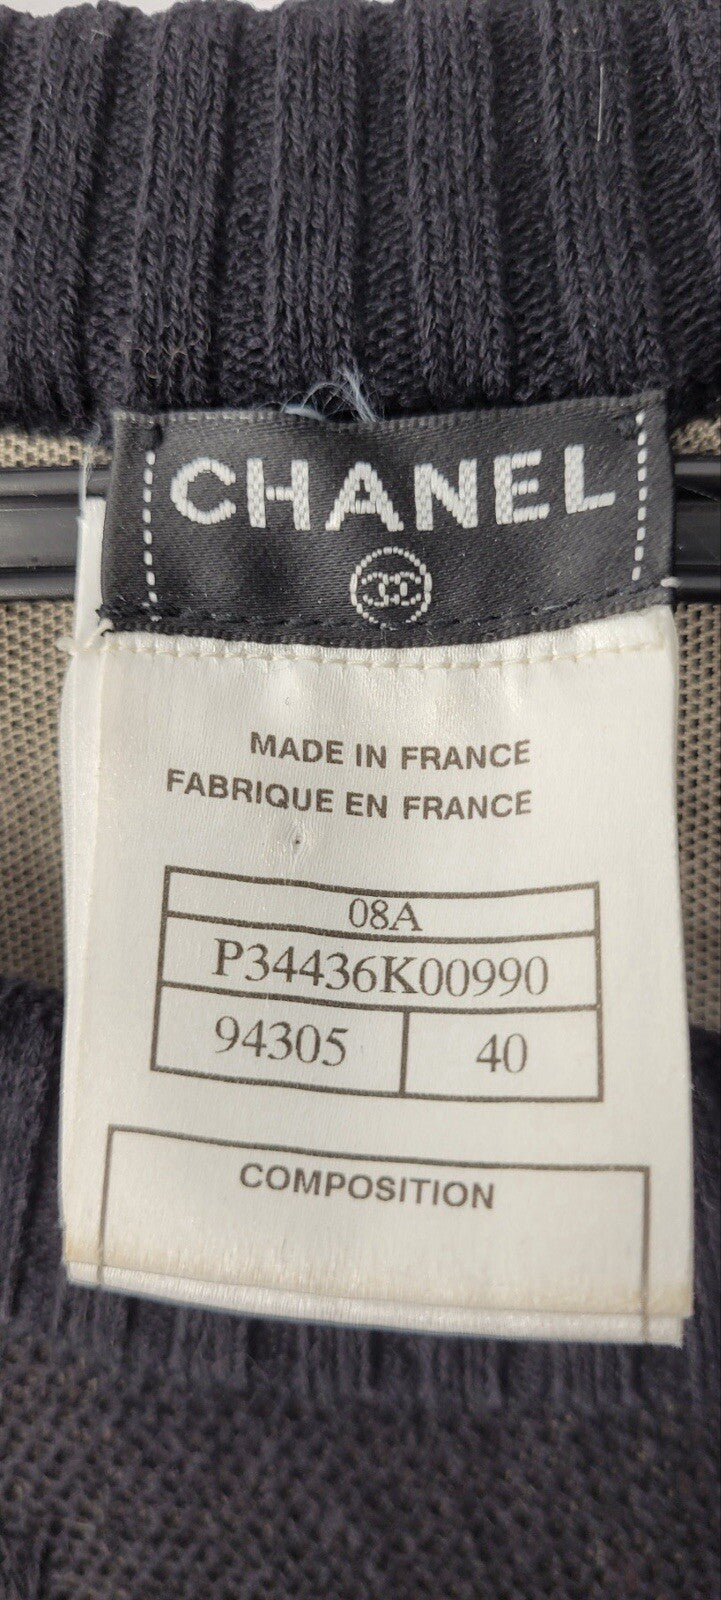 CHANEL
MADE IN FRANCE
FABRIQUE EN FRANCE
08A
P34436K00990
94305 40
COMPOSITION